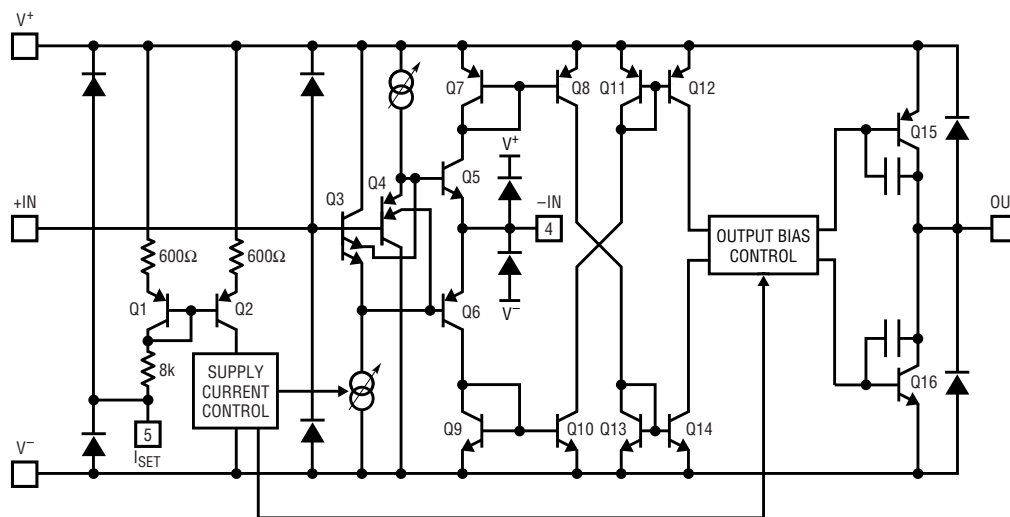 V+
Q7
Q8
Q11
Q12
Q15
V+
Q5
Q4
Q3
+IN
–IN
4
OUTPUT BIAS
CONTROL
OU
600Ω
600Ω
Q1
Q2
Q6
V–
8k
SUPPLY
CURRENT
CONTROL
Q16
5
ISET
Q9
Q10
Q13
Q14
V–